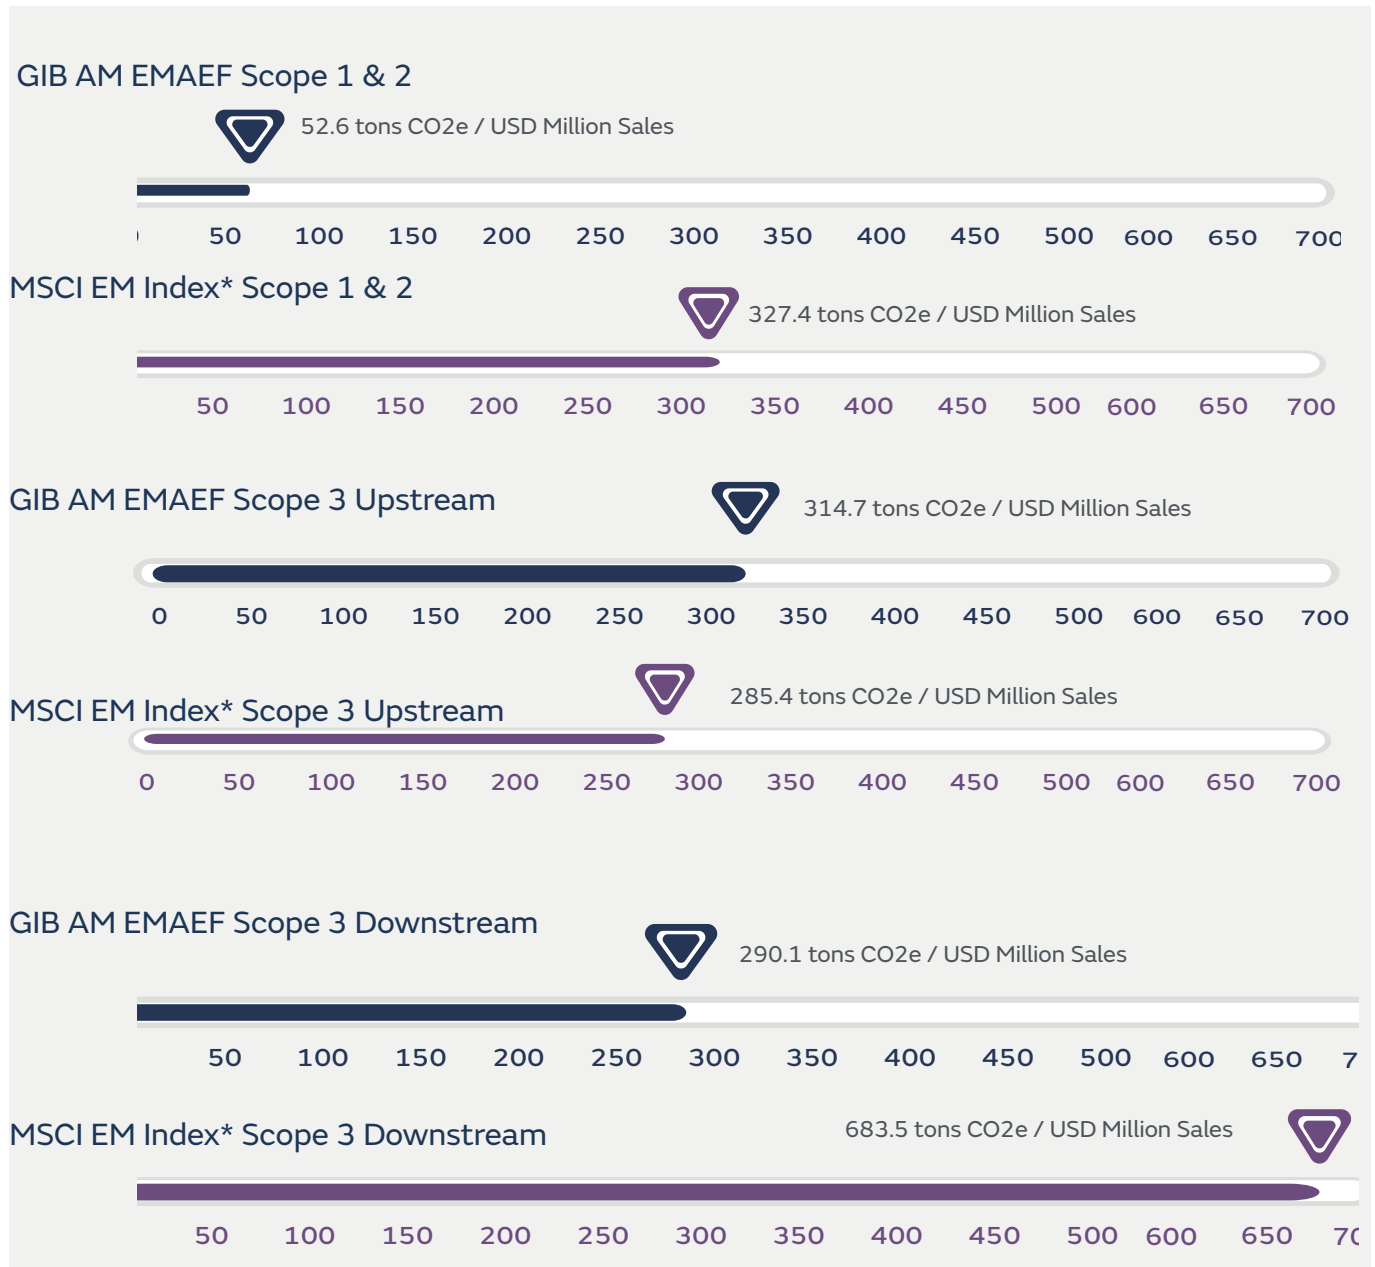 GIB AM EMAEF Scope 1 & 2
52.6 tons CO2e / USD Million Sales
50 100 150 200 250 300 350 400 450 500 600 650 700
MSCI EM Index* Scope 1 & 2
327.4 tons CO2e / USD Million Sales
50 100 150 200 250 300 350 400 450 500 600 650 700
GIB AM EMAEF Scope 3 Upstream
314.7 tons CO2e / USD Million Sales
0 50 100 150 200 250 300 350 400 450 500 600 650 700
MSCI EM Index* Scope 3 Upstream
285.4 tons CO2e / USD Million Sales
0 50 100 150 200 250 300 350 400 450 500 600 650 700
GIB AM EMAEF Scope 3 Downstream
290.1 tons CO2e / USD Million Sales
50 100 150 200 250 300 350 400 450 500 600 650 7
MSCI EM Index* Scope 3 Downstream
683.5 tons CO2e / USD Million Sales
50 100 150 200 250 300 350 400 450 500 600 650 70